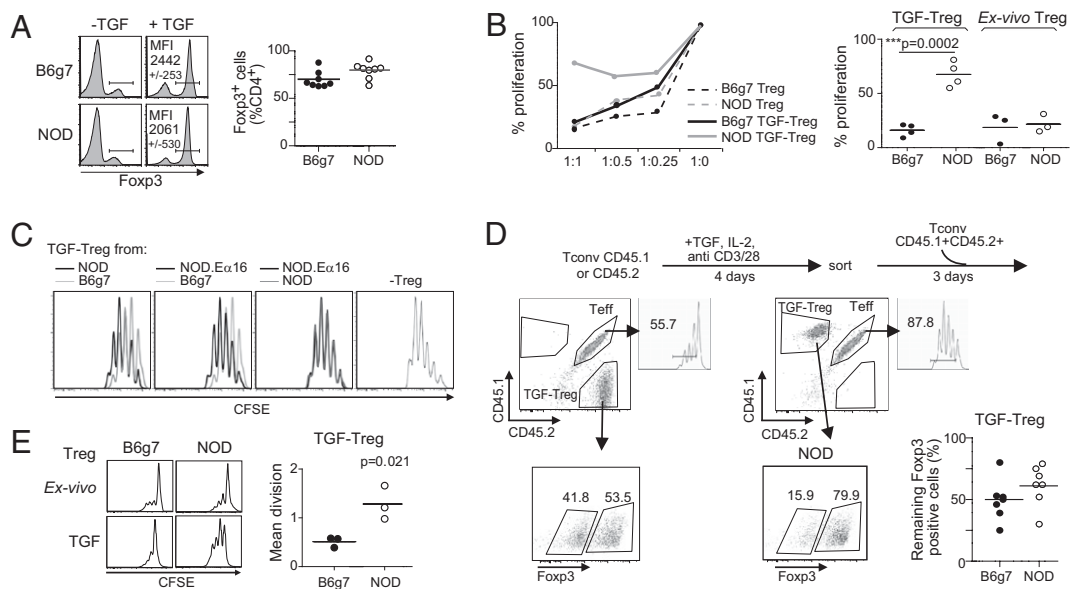 A
-TGF
+ TGF
B6g7
MFI
2442
+/-253
NOD
MFI
2061
+/-530
Foxp3
Foxp3+ cells
(%CD4+)
100
50
0
B6g7
NOD
B
% proliferation
100
50
0
1:1
1:0.5
1:0.25
1:0
B6g7 Treg
NOD Treg
B6g7 TGF-Treg
NOD TGF-Treg
TGF-Treg
Ex-vivo Treg
***p=0.0002
% proliferation
100
50
0
B6g7
NOD
B6g7
NOD
C
TGF-Treg from:
NOD
B6g7
NOD.Eα16
B6g7
NOD.Eα16
NOD
-Treg
CFSE
D
Tconv CD45.1
or CD45.2
+TGF, IL-2,
anti CD3/28
4 days
sort
Tconv
CD45.1+CD45.2+
3 days
Teff
55.7
TGF-Treg
CD45.1
CD45.2
TGF-Treg
Teff
87.8
CD45.1
CD45.2
41.8
53.5
Foxp3
NOD
15.9
79.9
Foxp3
TGF-Treg
Remaining Foxp3
positive cells (%)
100
50
0
B6g7
NOD
E
Treg
B6g7
NOD
Ex-vivo
TGF
CFSE
TGF-Treg
p=0.021
Mean division
2
1
0
B6g7
NOD